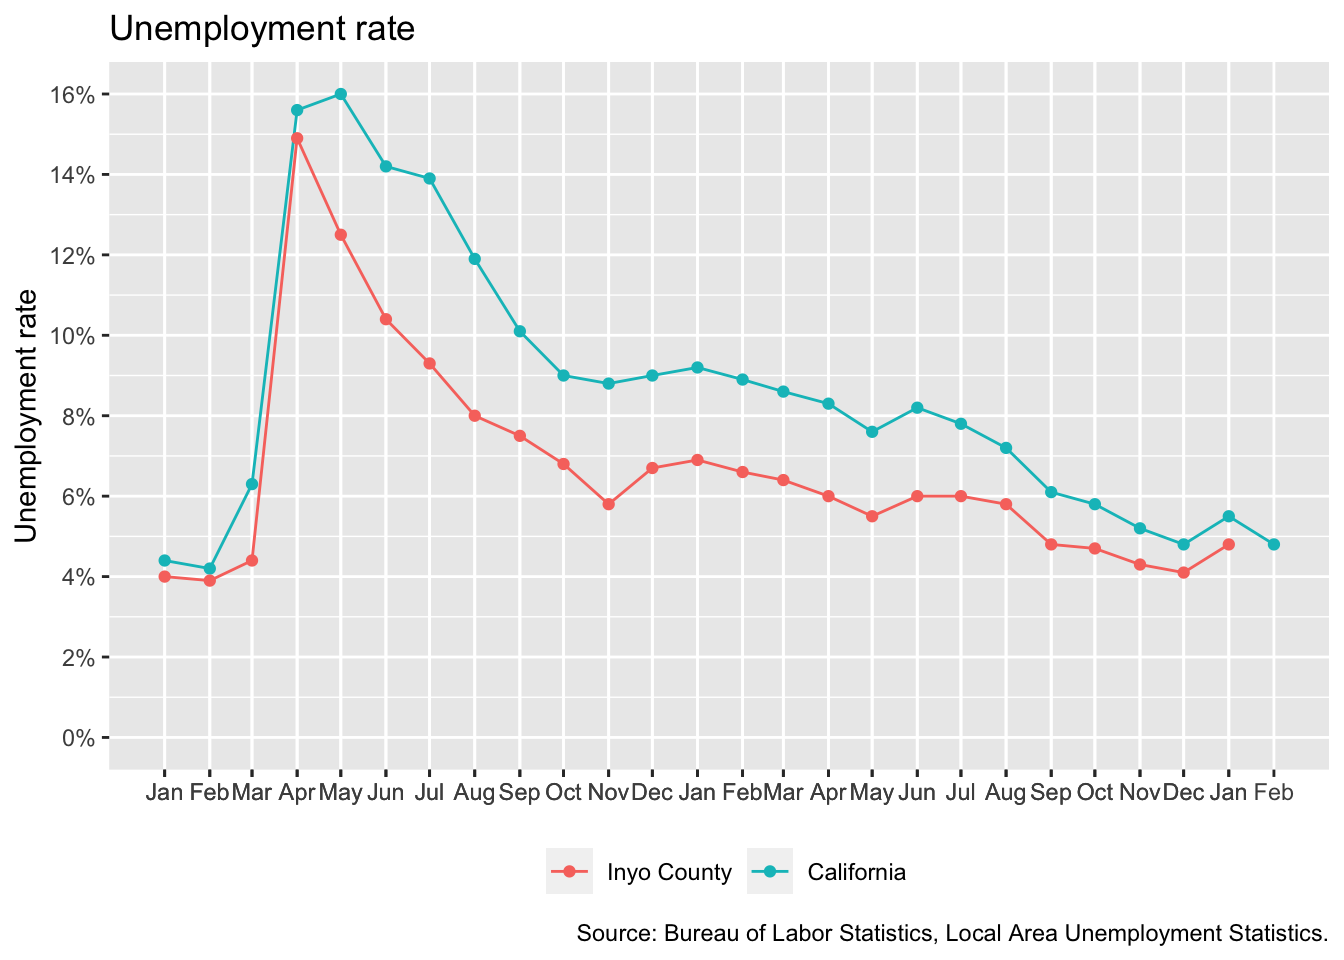 Unemployment rate
16%
14%
12%
10%
8%
6%
4%
2%
0%
Unemployment rate
Jan Feb Mar Apr May Jun Jul Aug Sep Oct Nov Dec Jan Feb Mar Apr May Jun Jul Aug Sep Oct Nov Dec Jan Feb
Inyo County California
Source: Bureau of Labor Statistics, Local Area Unemployment Statistics.